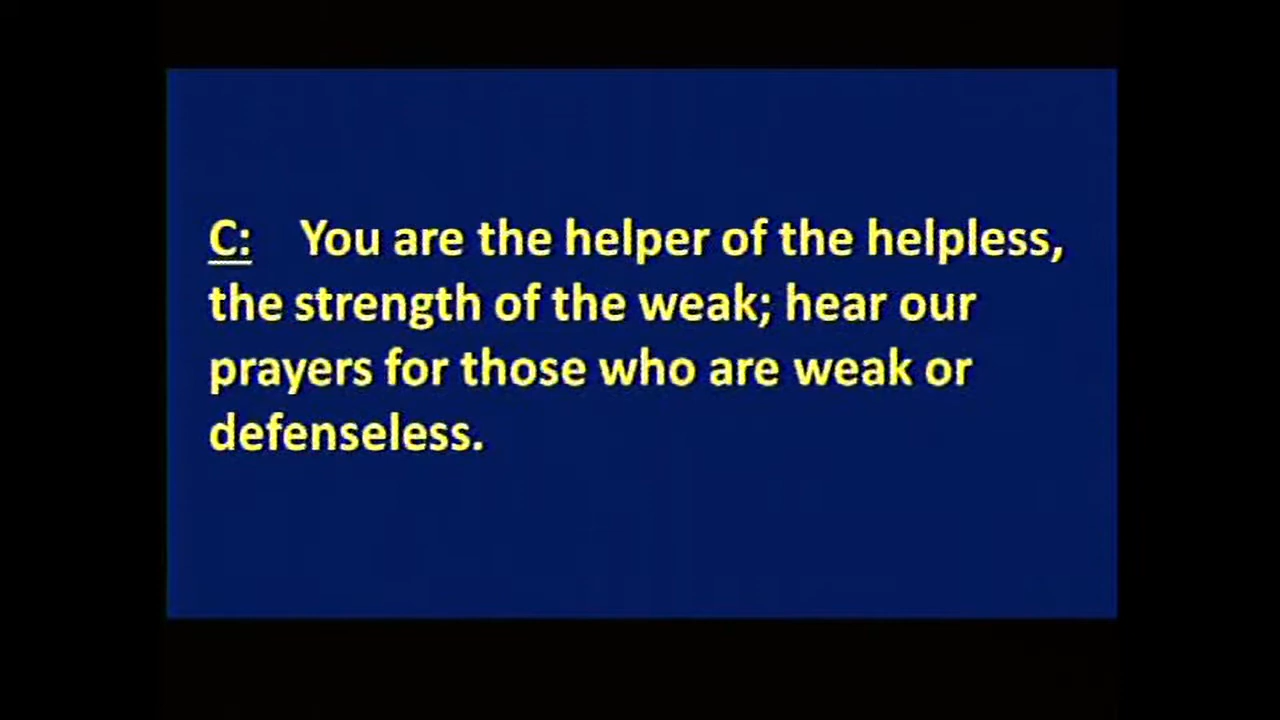 C: You are the helper of the helpless,
the strength of the weak; hear our
prayers for those who are weak or
defenseless.